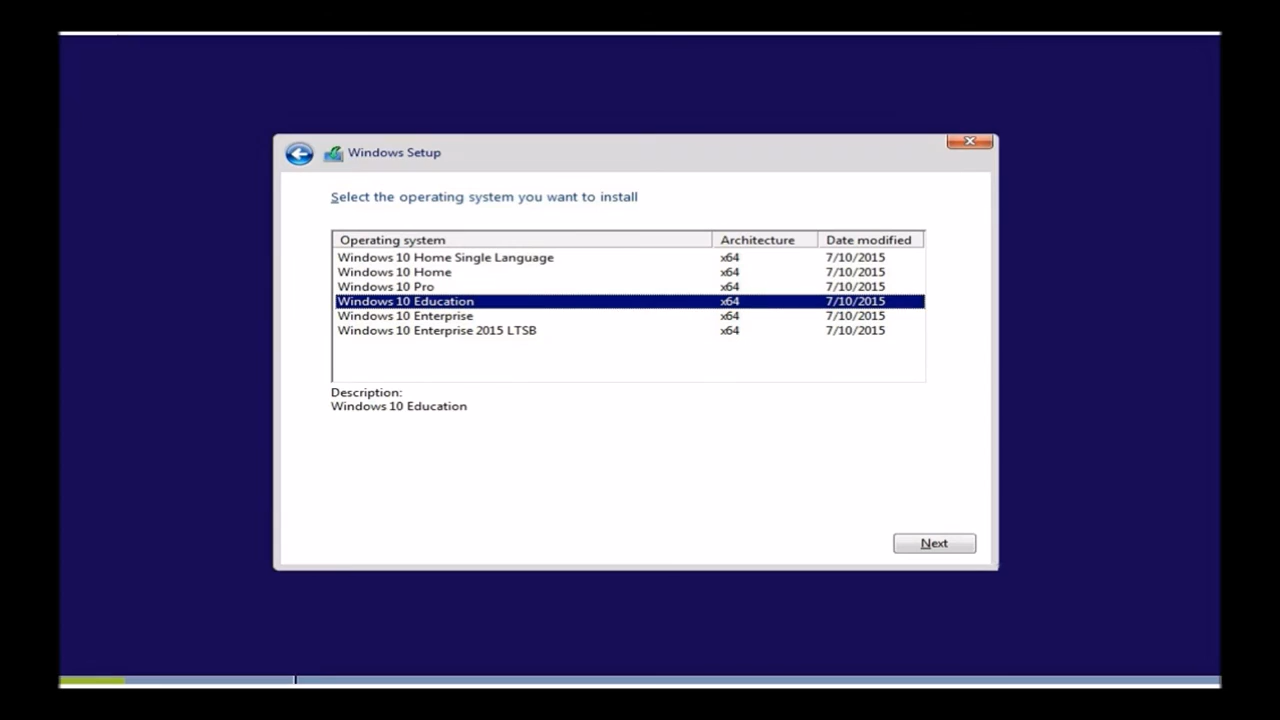 Windows Setup
Select the operating system you want to install
Operating system Architecture Date modified
Windows 10 Home Single Language x64 7/10/2015
Windows 10 Home x64 7/10/2015
Windows 10 Pro x64 7/10/2015
Windows 10 Education x64 7/10/2015
Windows 10 Enterprise x64 7/10/2015
Windows 10 Enterprise 2015 LTSB x64 7/10/2015
Description:
Windows 10 Education
Next